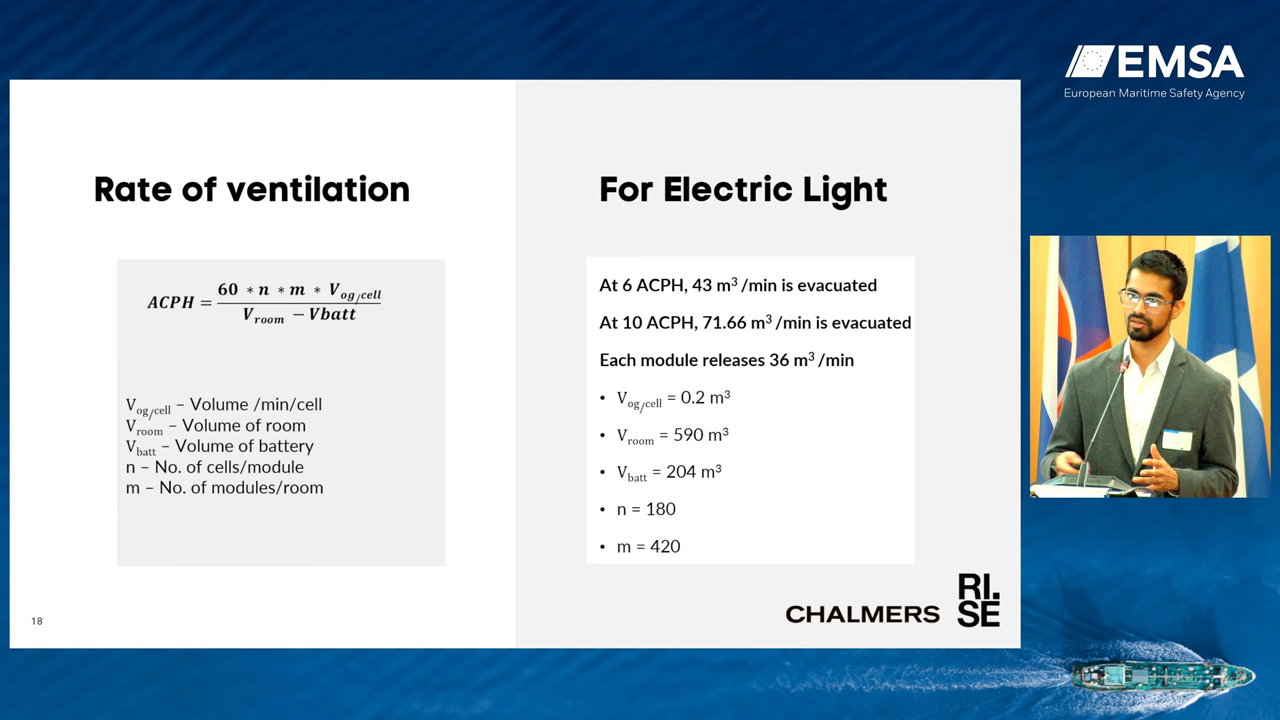 EMSA
European Maritime Safety Agency
Rate of ventilation
ACPH = 60 * n * m * V_og/cell / V_room − Vbatt
V_og/cell – Volume /min/cell
V_room – Volume of room
V_batt – Volume of battery
n – No. of cells/module
m – No. of modules/room
18
For Electric Light
At 6 ACPH, 43 m³ /min is evacuated
At 10 ACPH, 71.66 m³ /min is evacuated
Each module releases 36 m³ /min
• V_og/cell = 0.2 m³
• V_room = 590 m³
• V_batt = 204 m³
• n = 180
• m = 420
CHALMERS
RI.
SE